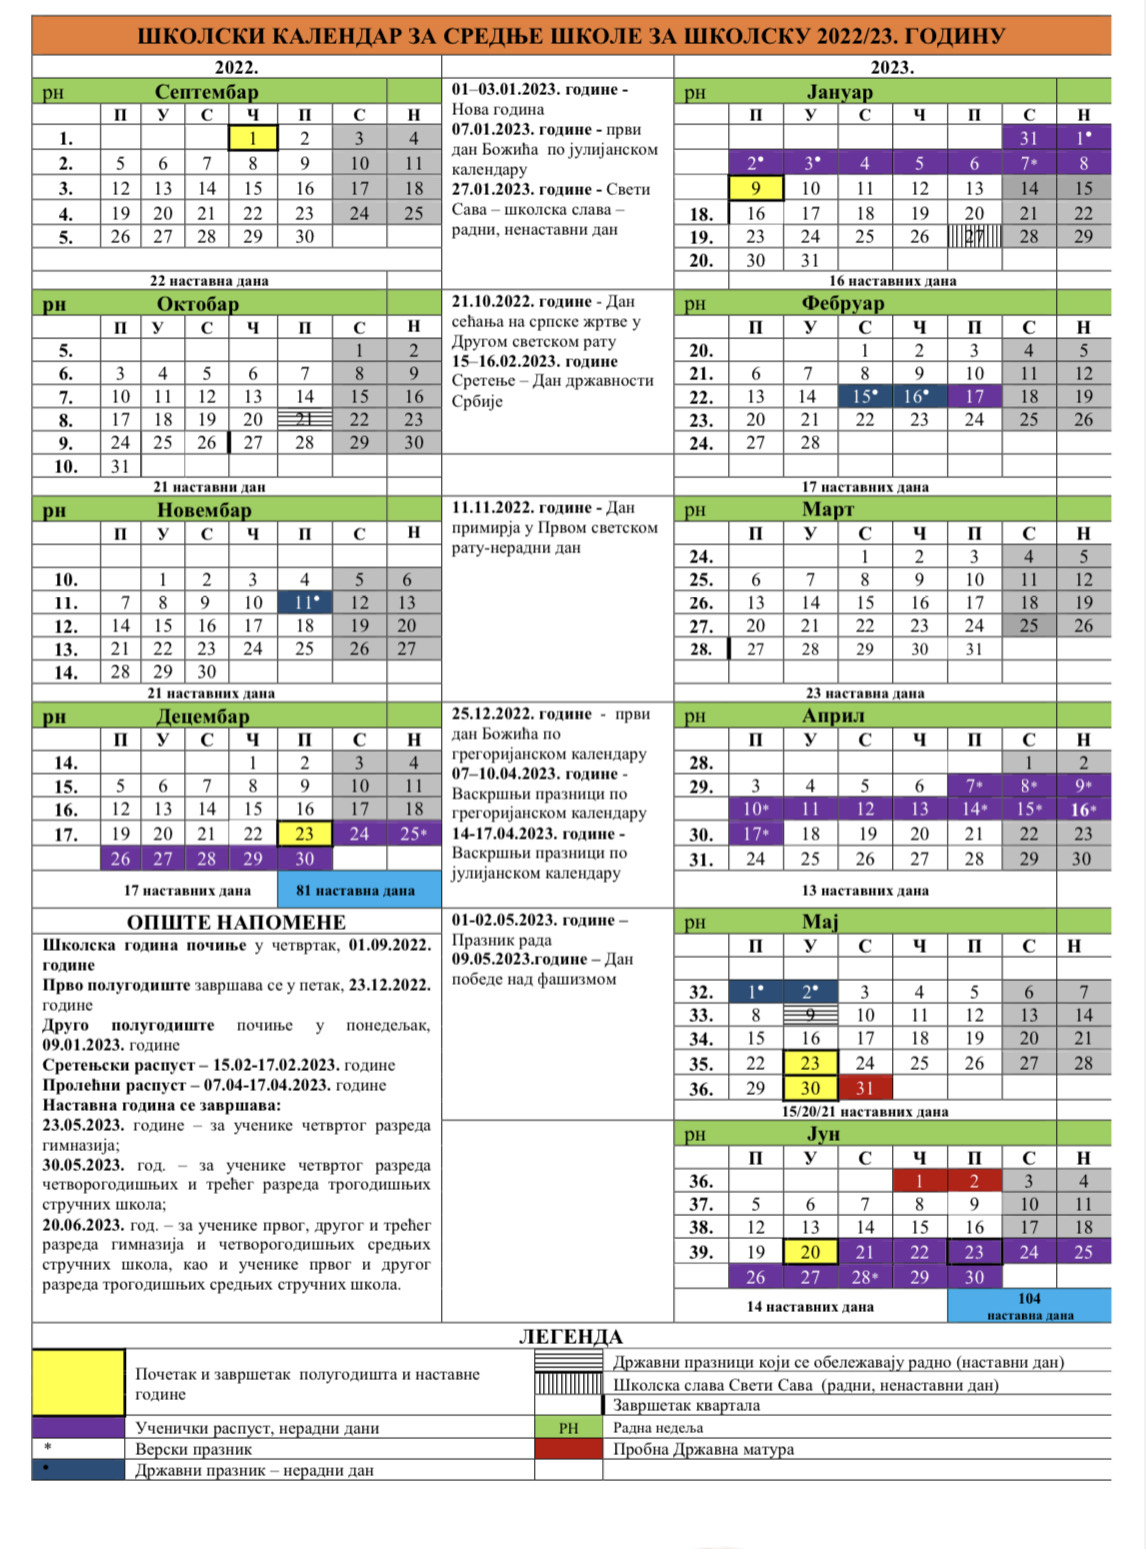 ШКОЛСКИ КАЛЕНДАР ЗА СРЕДЊЕ ШКОЛЕ ЗА ШКОЛСКУ 2022/23. ГОДИНУ
2022.
рн Септембар
П У С Ч П С Н
1. 1 2 3 4
2. 5 6 7 8 9 10 11
3. 12 13 14 15 16 17 18
4. 19 20 21 22 23 24 25
5. 26 27 28 29 30
22 наставна дана
рн Октобар
П У С Ч П С Н
5. 1 2
6. 3 4 5 6 7 8 9
7. 10 11 12 13 14 15 16
8. 17 18 19 20 21 22 23
9. 24 25 26 27 28 29 30
10. 31
21 наставни дан
рн Новембар
П У С Ч П С Н
10. 1 2 3 4 5 6
11. 7 8 9 10 11• 12 13
12. 14 15 16 17 18 19 20
13. 21 22 23 24 25 26 27
14. 28 29 30
21 наставних дана
рн Децембар
П У С Ч П С Н
14. 1 2 3 4
15. 5 6 7 8 9 10 11
16. 12 13 14 15 16 17 18
17. 19 20 21 22 23 24 25*
26 27 28 29 30
17 наставних дана 81 наставна дана
ОПШТЕ НАПОМЕНЕ
Школска година почиње у четвртак, 01.09.2022.
године
Прво полугодиште завршава се у петак, 23.12.2022.
године
Друго полугодиште почиње у понедељак,
09.01.2023. године
Сретењски распуст – 15.02-17.02.2023. године
Пролећни распуст – 07.04-17.04.2023. године
Наставна година се завршава:
23.05.2023. године – за ученике четвртог разреда
гимназија;
30.05.2023. год. – за ученике четвртог разреда
четворогодишњих и трећег разреда трогодишњих
стручних школа;
20.06.2023. год. – за ученике првог, другог и трећег
разреда гимназија и четворогодишњих средњих
стручних школа, као и ученике првог и другог
разреда трогодишњих средњих стручних школа.
01–03.01.2023. године -
Нова година
07.01.2023. године - први
дан Божића по јулијанском
календару
27.01.2023. године - Свети
Сава – школска слава –
радни, ненаставни дан
21.10.2022. године - Дан
сећања на српске жртве у
Другом светском рату
15–16.02.2023. године
Сретење – Дан државности
Србије
11.11.2022. године - Дан
примирја у Првом светском
рату-нерадни дан
25.12.2022. године - први
дан Божића по
грегоријанском календару
07–10.04.2023. године -
Васкршњи празници по
грегоријанском календару
14-17.04.2023. године -
Васкршњи празници по
јулијанском календару
01-02.05.2023. године –
Празник рада
09.05.2023.године – Дан
победе над фашизмом
2023.
рн Јануар
П У С Ч П С Н
31 1•
2• 3• 4 5 6 7* 8
9 10 11 12 13 14 15
18. 16 17 18 19 20 21 22
19. 23 24 25 26 27 28 29
20. 30 31
16 наставних дана
рн Фебруар
П У С Ч П С Н
20. 1 2 3 4 5
21. 6 7 8 9 10 11 12
22. 13 14 15• 16• 17 18 19
23. 20 21 22 23 24 25 26
24. 27 28
17 наставних дана
рн Март
П У С Ч П С Н
24. 1 2 3 4 5
25. 6 7 8 9 10 11 12
26. 13 14 15 16 17 18 19
27. 20 21 22 23 24 25 26
28. 27 28 29 30 31
23 наставна дана
рн Април
П У С Ч П С Н
28. 1 2
29. 3 4 5 6 7* 8* 9*
10* 11 12 13 14* 15* 16*
30. 17* 18 19 20 21 22 23
31. 24 25 26 27 28 29 30
13 наставних дана
рн Мај
П У С Ч П С Н
32. 1• 2• 3 4 5 6 7
33. 8 9 10 11 12 13 14
34. 15 16 17 18 19 20 21
35. 22 23 24 25 26 27 28
36. 29 30 31
15/20/21 наставних дана
рн Јун
П У С Ч П С Н
36. 1 2 3 4
37. 5 6 7 8 9 10 11
38. 12 13 14 15 16 17 18
39. 19 20 21 22 23 24 25
26 27 28* 29 30
14 наставних дана 104
наставна дана
ЛЕГЕНДА
Почетак и завршетак полугодишта и наставне
године
Ученички распуст, нерадни дани
* Верски празник
• Државни празник – нерадни дан
Државни празници који се обележавају радно (наставни дан)
Школска слава Свети Сава (радни, ненаставни дан)
Завршетак квартала
РН Радна недеља
Пробна Државна матура